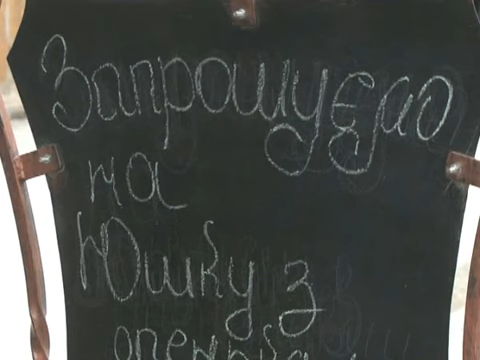 Запрошуємо
на
Юшку з